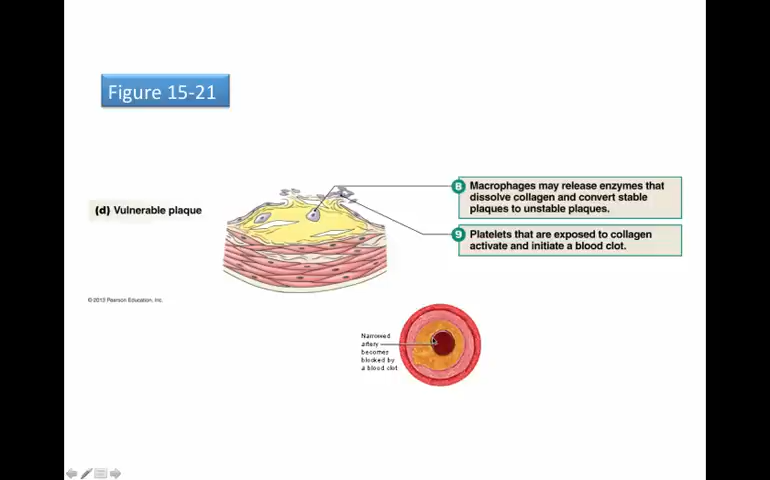 Figure 15-21
8 Macrophages may release enzymes that
dissolve collagen and convert stable
plaques to unstable plaques.
(d) Vulnerable plaque
9 Platelets that are exposed to collagen
activate and initiate a blood clot.
© 2013 Pearson Education, Inc.
Narrowed
artery
becomes
blocked by
a blood clot